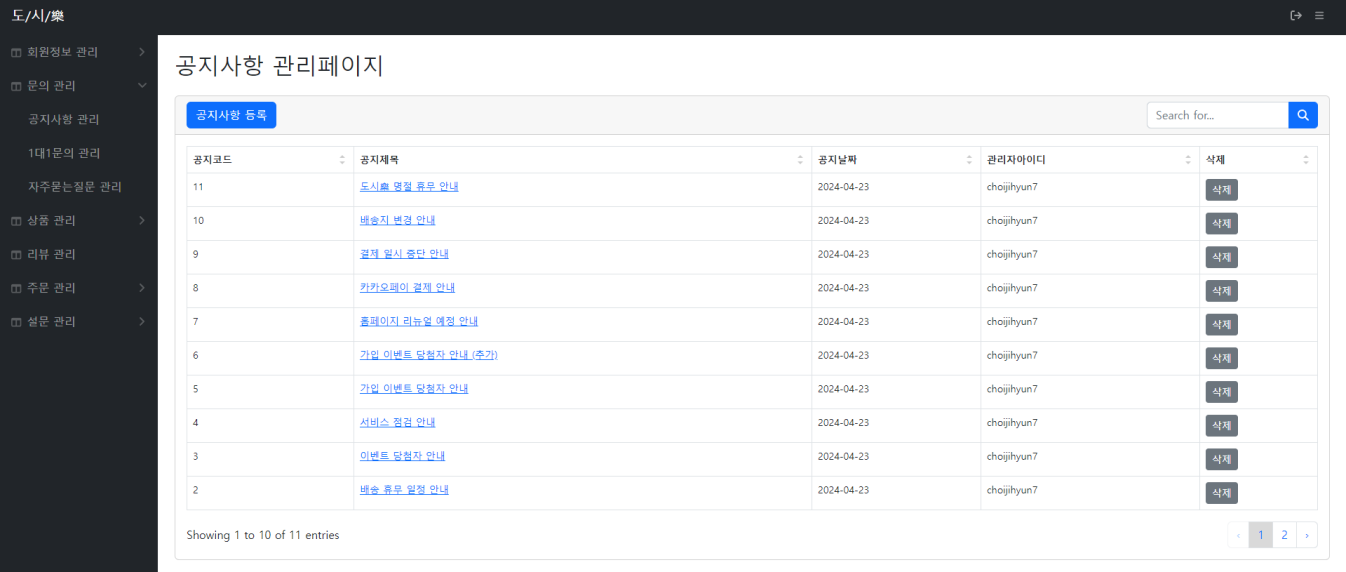 도/시/樂
회원정보 관리
문의 관리
공지사항 관리
1대1문의 관리
자주묻는질문 관리
상품 관리
리뷰 관리
주문 관리
설문 관리
공지사항 관리페이지
공지사항 등록
Search for...
공지코드 공지제목 공지날짜 관리자아이디 삭제
11 도시樂 명절 휴무 안내 2024-04-23 choijihyun7 삭제
10 배송지 변경 안내 2024-04-23 choijihyun7 삭제
9 결제 일시 중단 안내 2024-04-23 choijihyun7 삭제
8 카카오페이 결제 안내 2024-04-23 choijihyun7 삭제
7 홈페이지 리뉴얼 예정 안내 2024-04-23 choijihyun7 삭제
6 가입 이벤트 당첨자 안내 (추가) 2024-04-23 choijihyun7 삭제
5 가입 이벤트 당첨자 안내 2024-04-23 choijihyun7 삭제
4 서비스 점검 안내 2024-04-23 choijihyun7 삭제
3 이벤트 당첨자 안내 2024-04-23 choijihyun7 삭제
2 배송 휴무 일정 안내 2024-04-23 choijihyun7 삭제
Showing 1 to 10 of 11 entries
‹ 1 2 ›